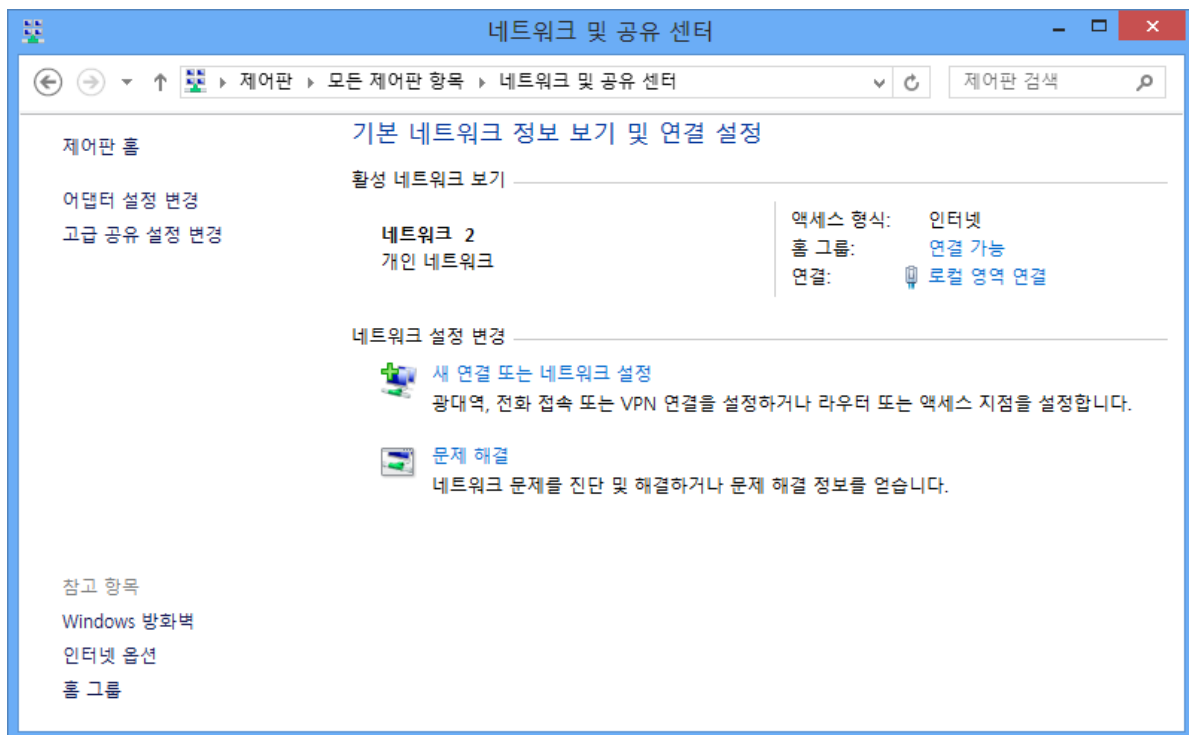 네트워크 및 공유 센터
제어판 모든 제어판 항목 네트워크 및 공유 센터
제어판 검색
제어판 홈
어댑터 설정 변경
고급 공유 설정 변경
기본 네트워크 정보 보기 및 연결 설정
활성 네트워크 보기
네트워크 2
개인 네트워크
액세스 형식: 인터넷
홈 그룹: 연결 가능
연결: 로컬 영역 연결
네트워크 설정 변경
새 연결 또는 네트워크 설정
광대역, 전화 접속 또는 VPN 연결을 설정하거나 라우터 또는 액세스 지점을 설정합니다.
문제 해결
네트워크 문제를 진단 및 해결하거나 문제 해결 정보를 얻습니다.
참고 항목
Windows 방화벽
인터넷 옵션
홈 그룹